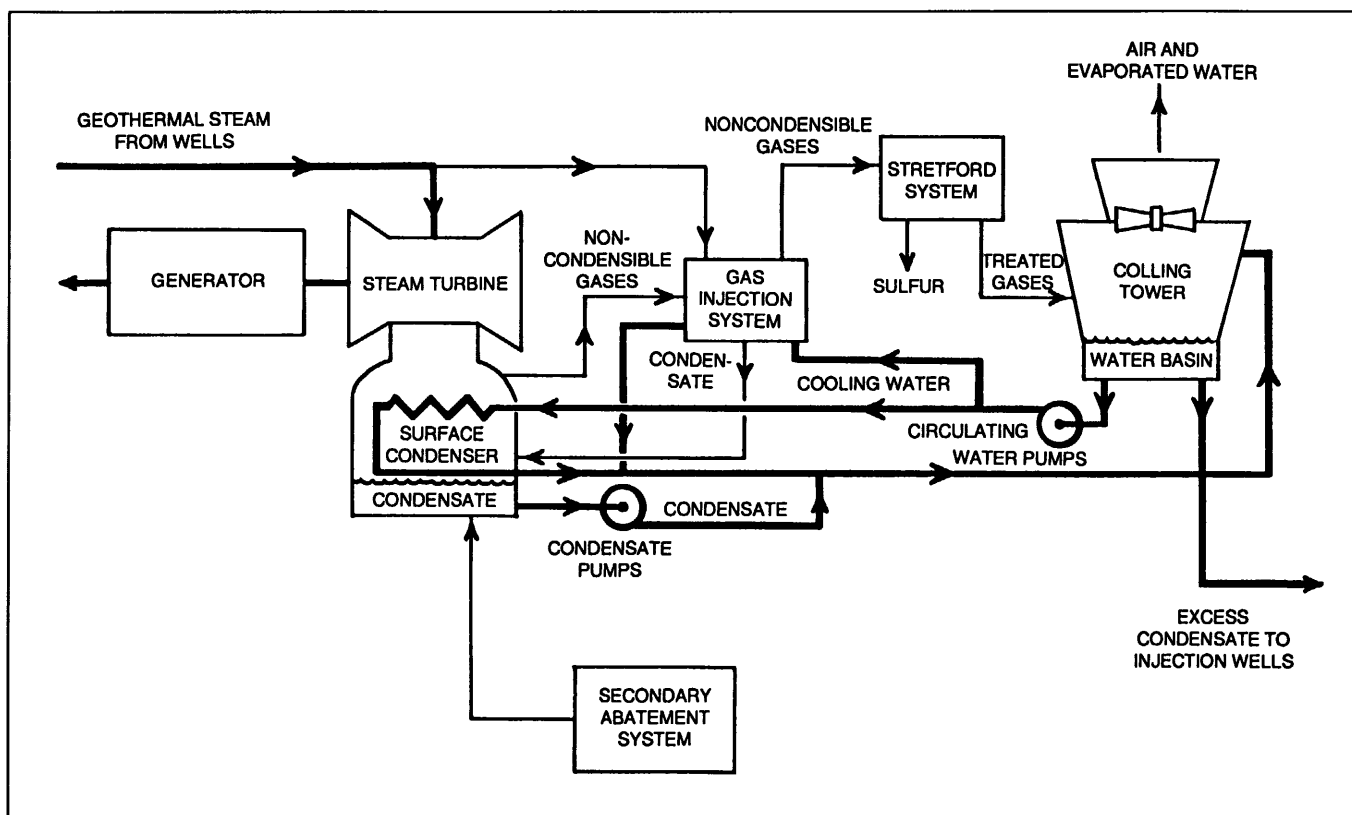 AIR AND
EVAPORATED WATER
GEOTHERMAL STEAM
FROM WELLS
NONCONDENSIBLE
GASES
STRETFORD
SYSTEM
GENERATOR
STEAM TURBINE
NON-
CONDENSIBLE
GASES
GAS
INJECTION
SYSTEM
SULFUR
TREATED
GASES
COLLING
TOWER
WATER BASIN
CONDEN-
SATE
COOLING WATER
SURFACE
CONDENSER
CIRCULATING
WATER PUMPS
CONDENSATE
CONDENSATE
CONDENSATE
PUMPS
EXCESS
CONDENSATE TO
INJECTION WELLS
SECONDARY
ABATEMENT
SYSTEM